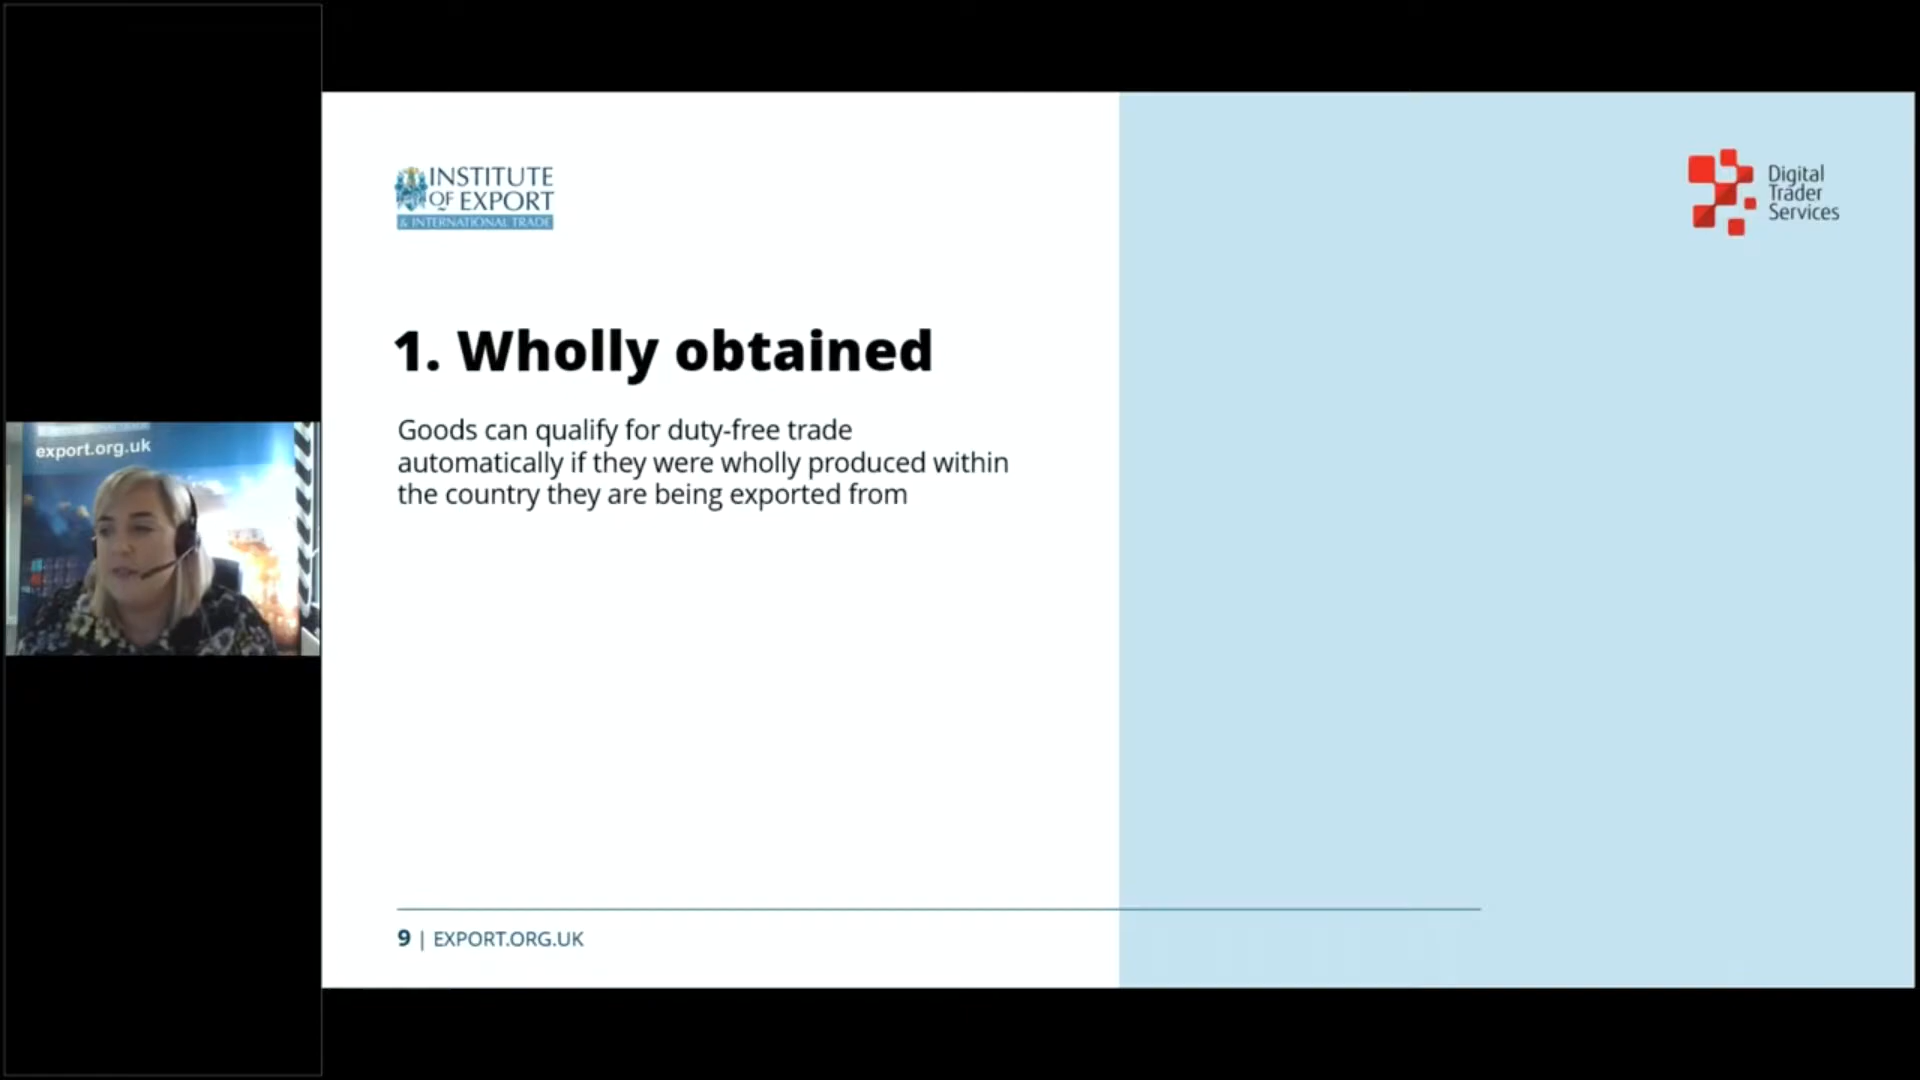 INSTITUTE
OF EXPORT
& INTERNATIONAL TRADE
Digital
Trader
Services
1. Wholly obtained
Goods can qualify for duty-free trade
automatically if they were wholly produced within
the country they are being exported from
export.org.uk
9 | EXPORT.ORG.UK